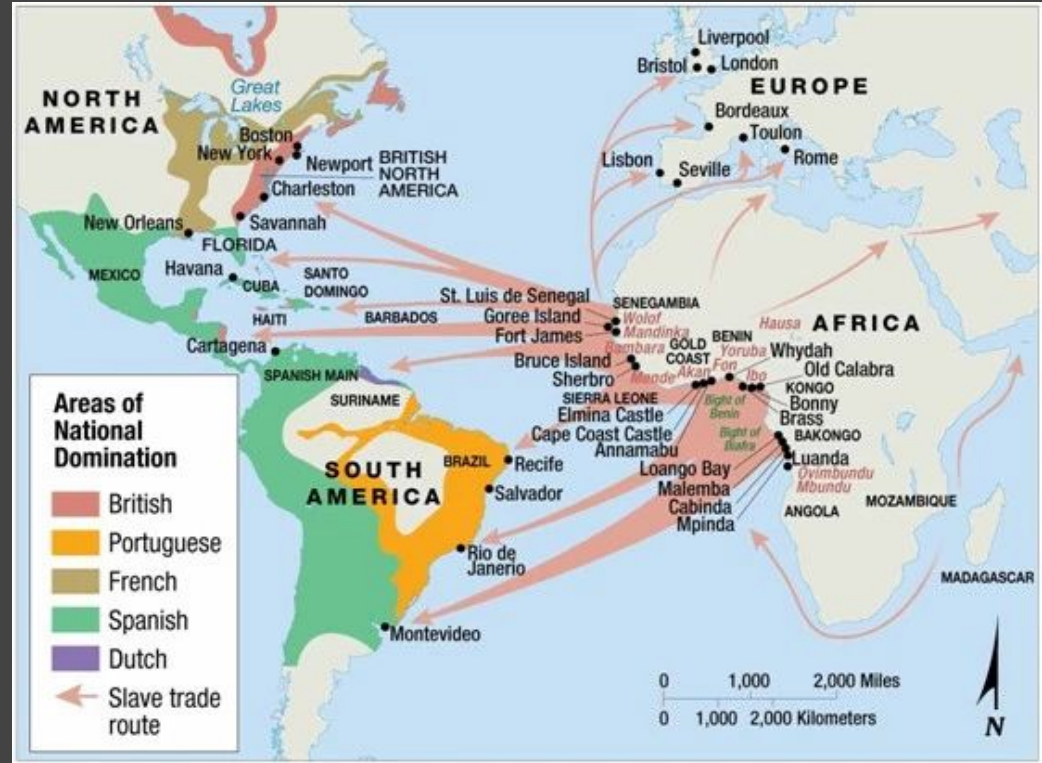 Liverpool
Bristol
London
EUROPE
Great
Lakes
NORTH
AMERICA
Bordeaux
Toulon
Boston
New York
Newport
BRITISH
NORTH
AMERICA
Rome
Lisbon
Seville
Charleston
New Orleans
Savannah
FLORIDA
MEXICO
Havana
CUBA
SANTO
DOMINGO
HAITI
BARBADOS
St. Luis de Senegal
SENEGAMBIA
Goree Island
Wolof
Fort James
Mandinka
Bambara
GOLD
COAST
BENIN
Hausa
AFRICA
Cartagena
Bruce Island
Sherbro
Mende
Akan
Fon
Yoruba
Whydah
Ibo
Old Calabra
SPANISH MAIN
SURINAME
SIERRA LEONE
KONGO
Bonny
Brass
Elmina Castle
Cape Coast Castle
Annamabu
Bight of
Benin
Bight of
Biafra
BAKONGO
Luanda
Loango Bay
Malemba
Cabinda
Mpinda
Ovimbundu
Mbundu
MOZAMBIQUE
ANGOLA
SOUTH
AMERICA
BRAZIL
Recife
Salvador
Rio de
Janerio
Montevideo
MADAGASCAR
Areas of
National
Domination
British
Portuguese
French
Spanish
Dutch
Slave trade
route
0 1,000 2,000 Miles
0 1,000 2,000 Kilometers
N